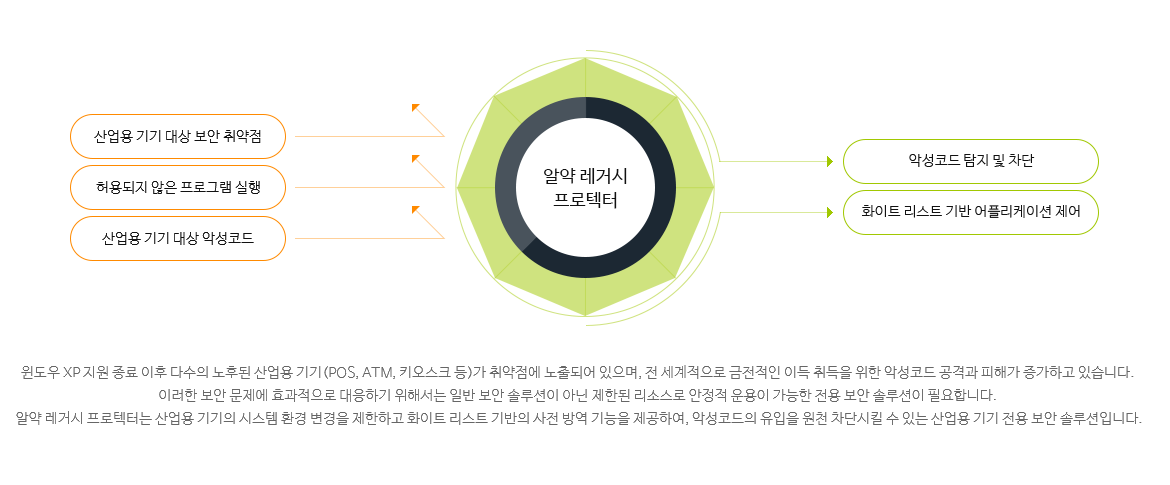 산업용 기기 대상 보안 취약점
허용되지 않은 프로그램 실행
산업용 기기 대상 악성코드
알약 레거시
프로텍터
악성코드 탐지 및 차단
화이트 리스트 기반 어플리케이션 제어
윈도우 XP 지원 종료 이후 다수의 노후된 산업용 기기(POS, ATM, 키오스크 등)가 취약점에 노출되어 있으며, 전 세계적으로 금전적인 이득 취득을 위한 악성코드 공격과 피해가 증가하고 있습니다.
이러한 보안 문제에 효과적으로 대응하기 위해서는 일반 보안 솔루션이 아닌 제한된 리소스로 안정적 운용이 가능한 전용 보안 솔루션이 필요합니다.
알약 레거시 프로텍터는 산업용 기기의 시스템 환경 변경을 제한하고 화이트 리스트 기반의 사전 방역 기능을 제공하여, 악성코드의 유입을 원천 차단시킬 수 있는 산업용 기기 전용 보안 솔루션입니다.